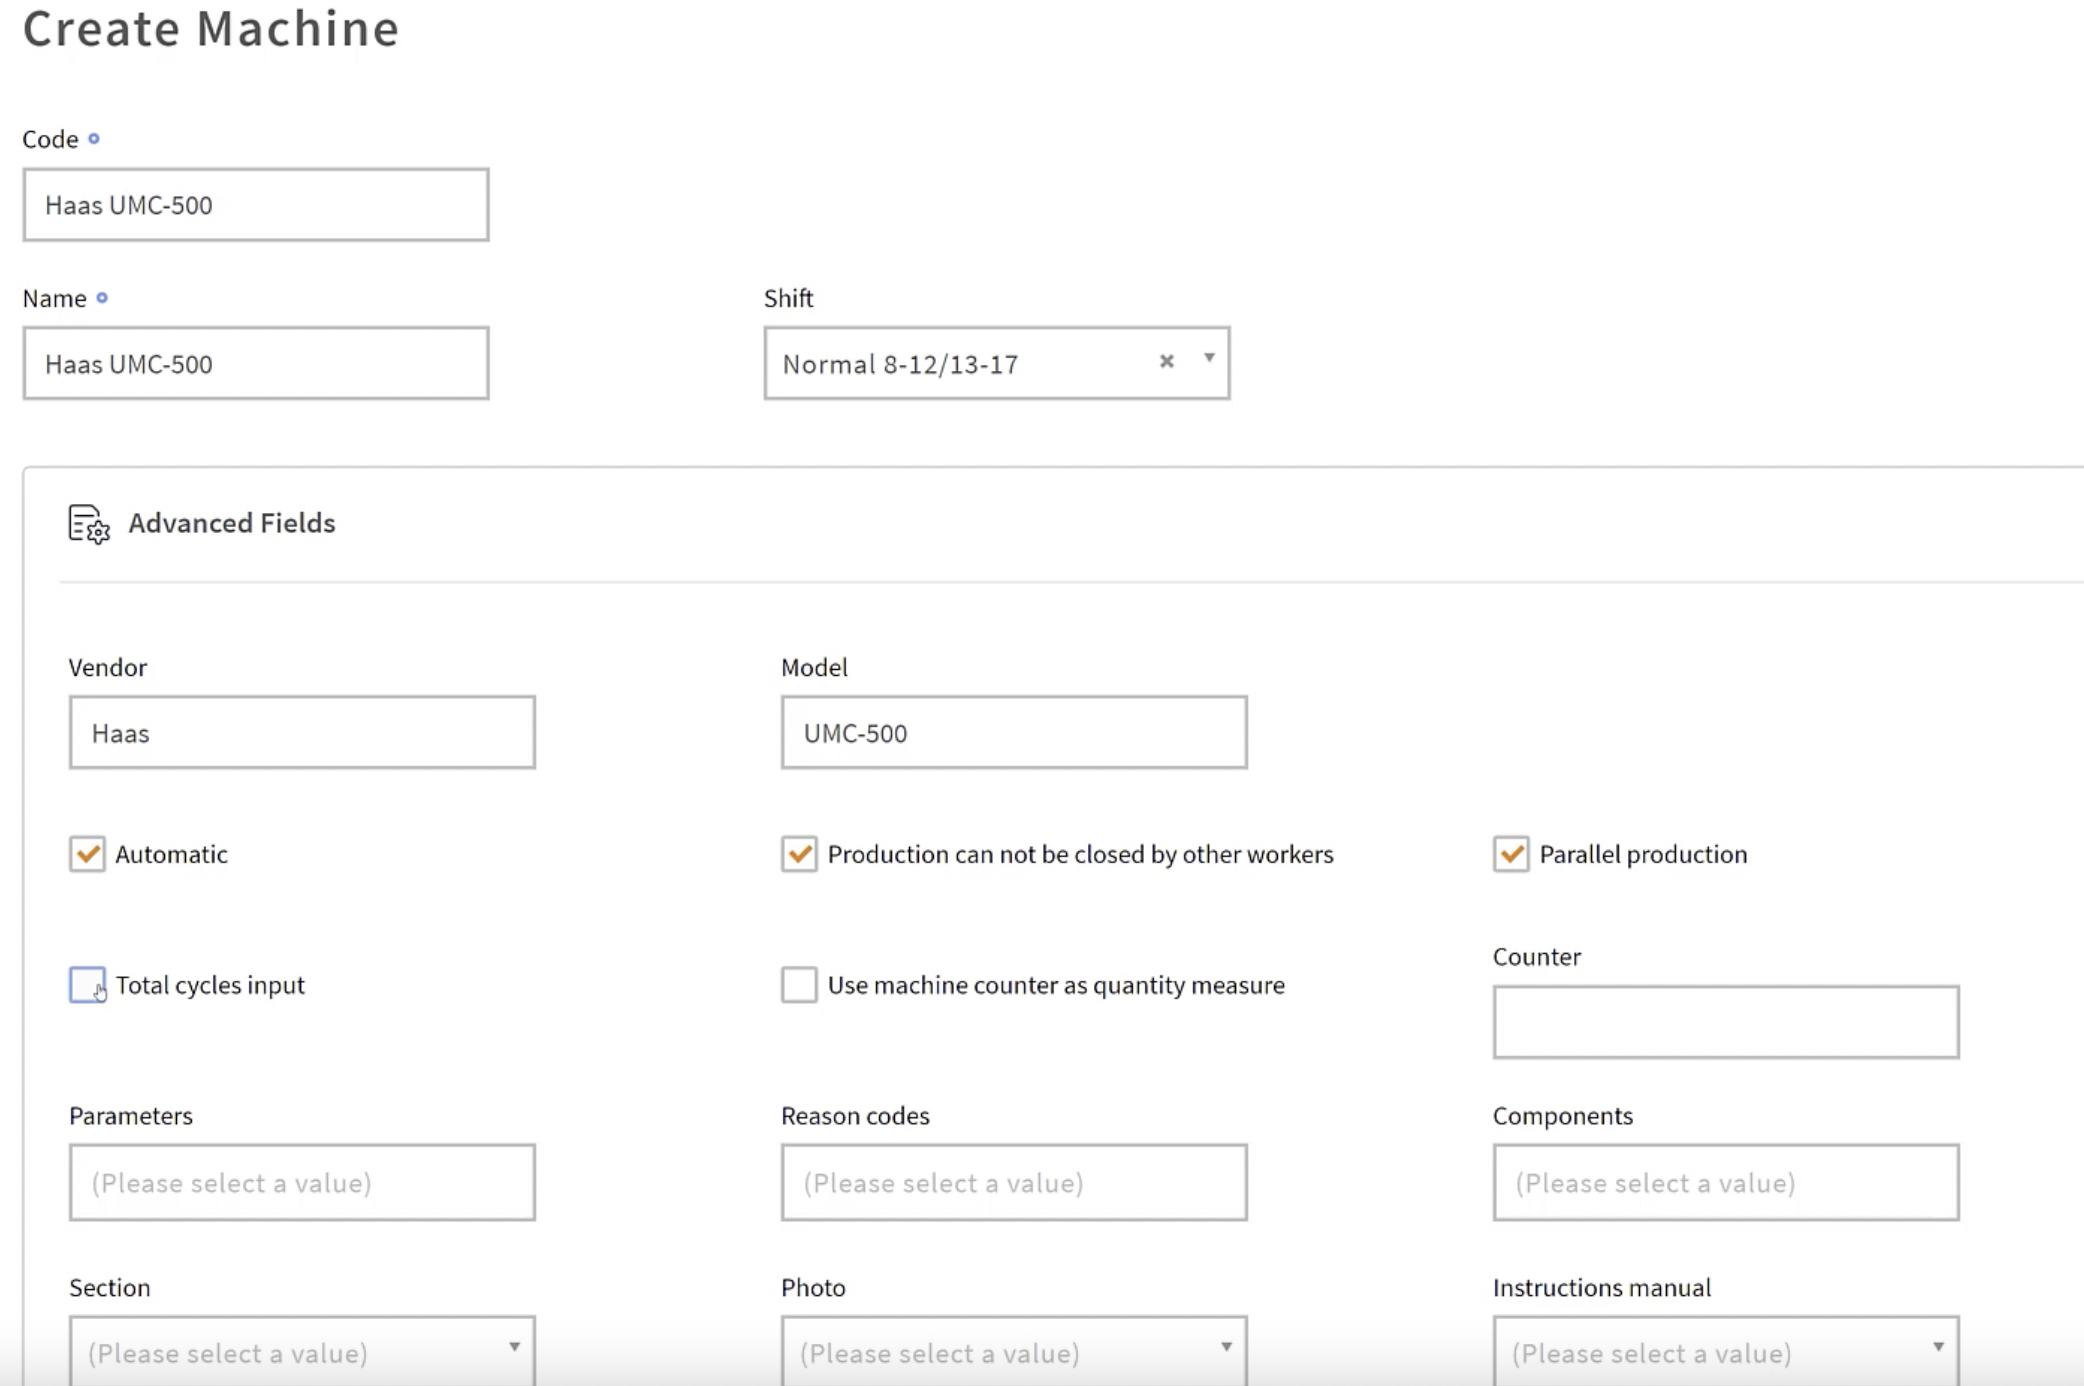 Create Machine
Code
Haas UMC-500
Name
Shift
Haas UMC-500
Normal 8-12/13-17
Advanced Fields
Vendor
Model
Haas
UMC-500
Automatic
Production can not be closed by other workers
Parallel production
Counter
Total cycles input
Use machine counter as quantity measure
Parameters
Reason codes
Components
(Please select a value)
(Please select a value)
(Please select a value)
Section
Photo
Instructions manual
(Please select a value)
(Please select a value)
(Please select a value)